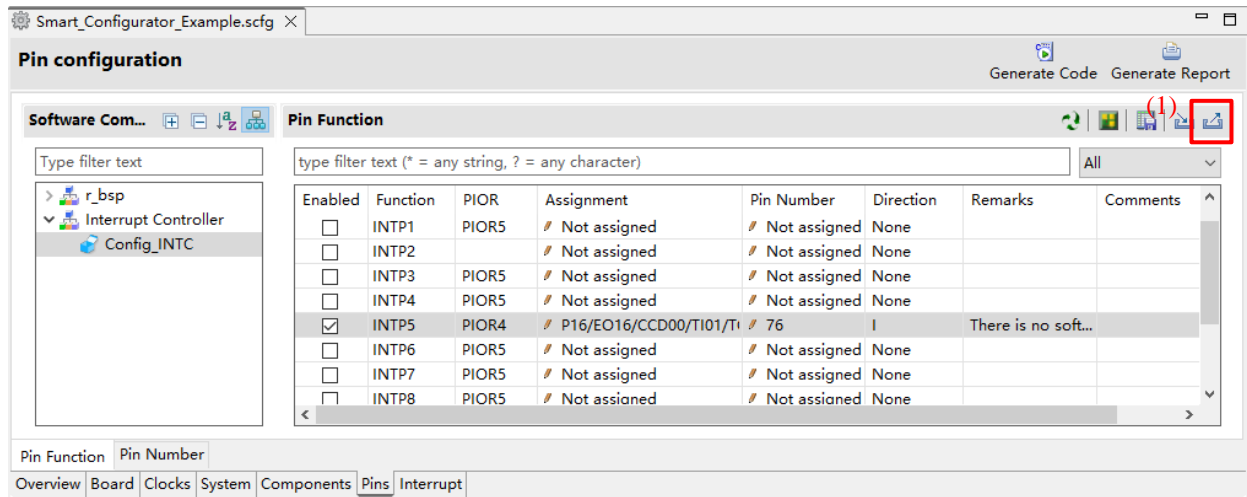 Smart_Configurator_Example.scfg
Pin configuration
Generate Code Generate Report
Software Com...
Pin Function
(1)
Type filter text
type filter text (* = any string, ? = any character)
All
r_bsp
Interrupt Controller
Config_INTC
Enabled Function PIOR Assignment Pin Number Direction Remarks Comments
INTP1 PIOR5 Not assigned Not assigned None
INTP2 Not assigned Not assigned None
INTP3 PIOR5 Not assigned Not assigned None
INTP4 PIOR5 Not assigned Not assigned None
INTP5 PIOR4 P16/EO16/CCD00/TI01/T 76 I There is no soft...
INTP6 PIOR5 Not assigned Not assigned None
INTP7 PIOR5 Not assigned Not assigned None
INTP8 PIOR5 Not assigned Not assigned None
Pin Function Pin Number
Overview Board Clocks System Components Pins Interrupt